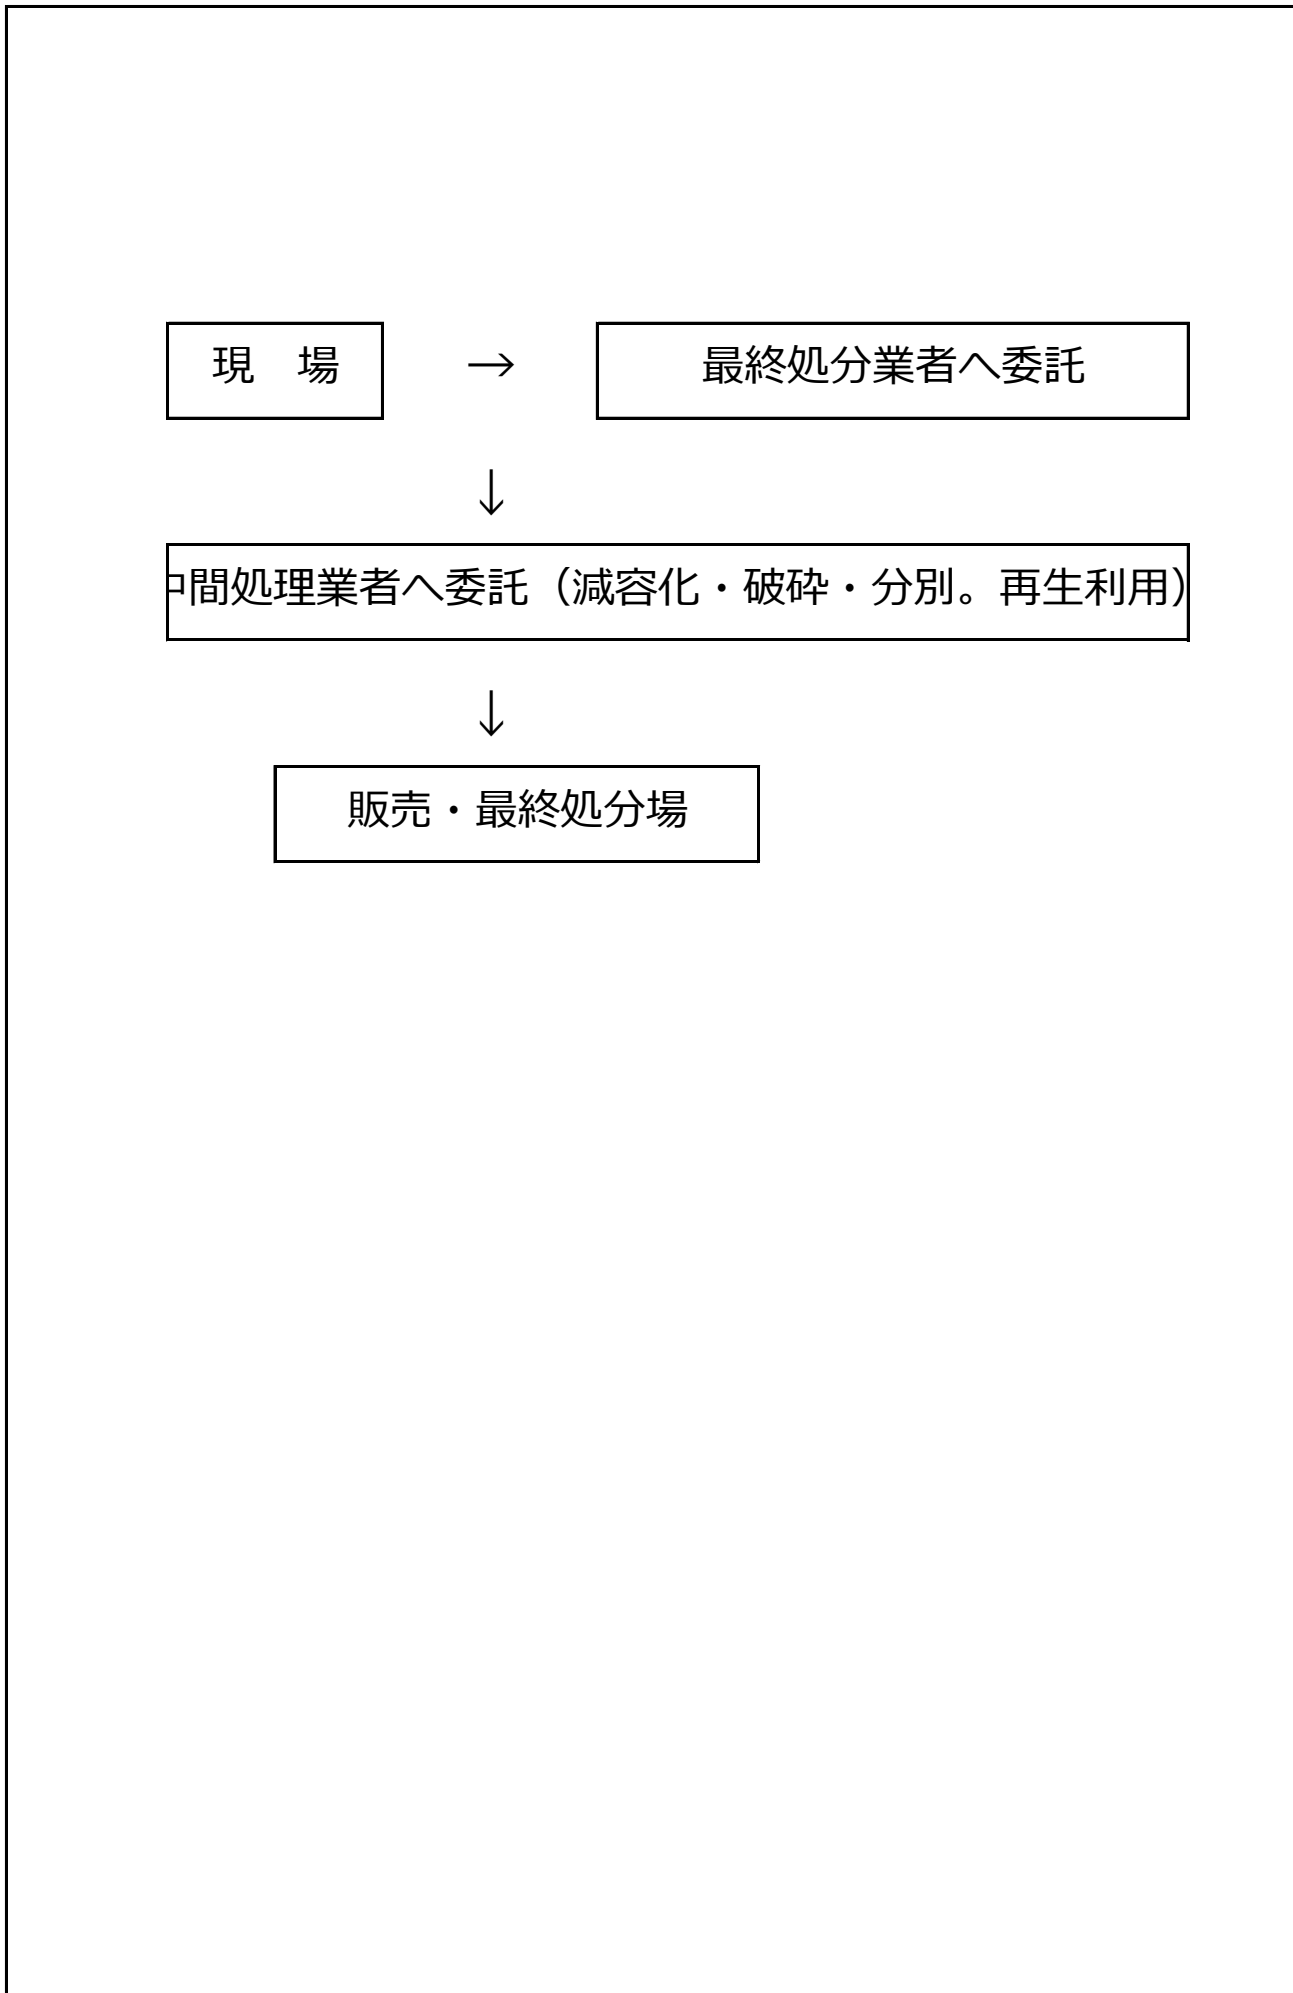 現　場 → 最終処分業者へ委託
↓
中間処理業者へ委託（減容化・破砕・分別。再生利用）
↓
販売・最終処分場